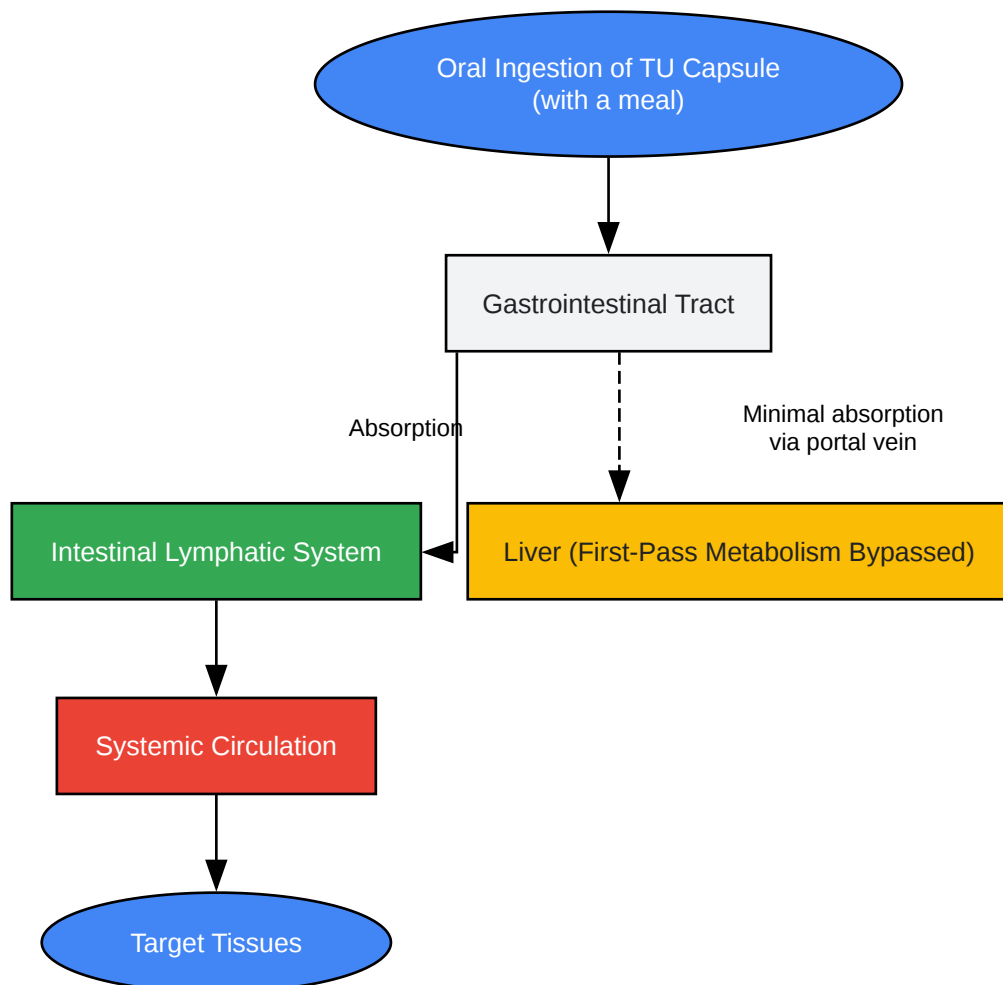 Oral Ingestion of TU Capsule
(with a meal)
Gastrointestinal Tract
Absorption
Minimal absorption
via portal vein
Intestinal Lymphatic System
Liver (First-Pass Metabolism Bypassed)
Systemic Circulation
Target Tissues